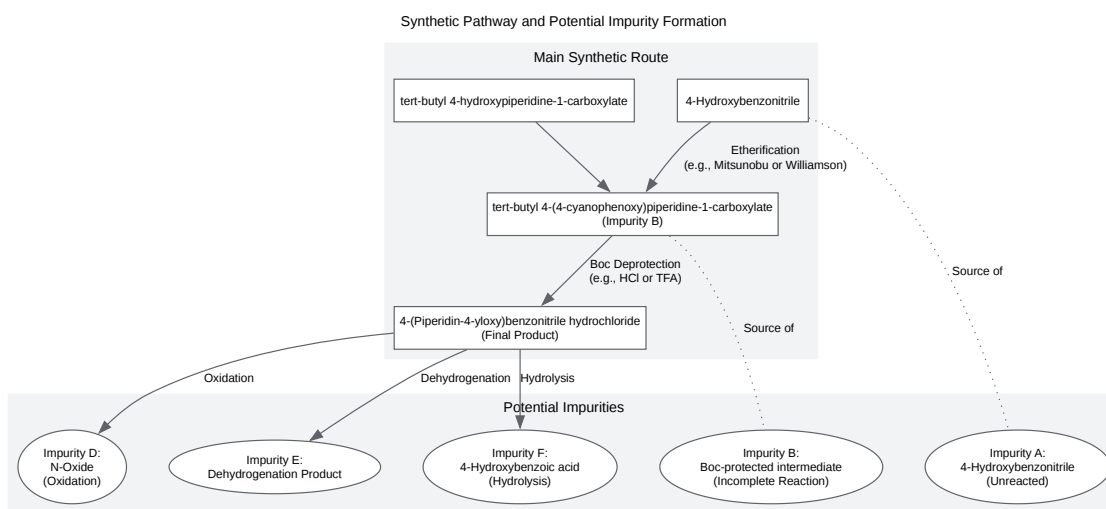 Synthetic Pathway and Potential Impurity Formation
Main Synthetic Route
tert-butyl 4-hydroxypiperidine-1-carboxylate
4-Hydroxybenzonitrile
Etherification
(e.g., Mitsunobu or Williamson)
tert-butyl 4-(4-cyanophenoxy)piperidine-1-carboxylate
(Impurity B)
Boc Deprotection
(e.g., HCl or TFA)
Source of
4-(Piperidin-4-yloxy)benzonitrile hydrochloride
(Final Product)
Source of
Oxidation
Dehydrogenation
Hydrolysis
Potential Impurities
Impurity D:
N-Oxide
(Oxidation)
Impurity E:
Dehydrogenation Product
Impurity F:
4-Hydroxybenzoic acid
(Hydrolysis)
Impurity B:
Boc-protected intermediate
(Incomplete Reaction)
Impurity A:
4-Hydroxybenzonitrile
(Unreacted)